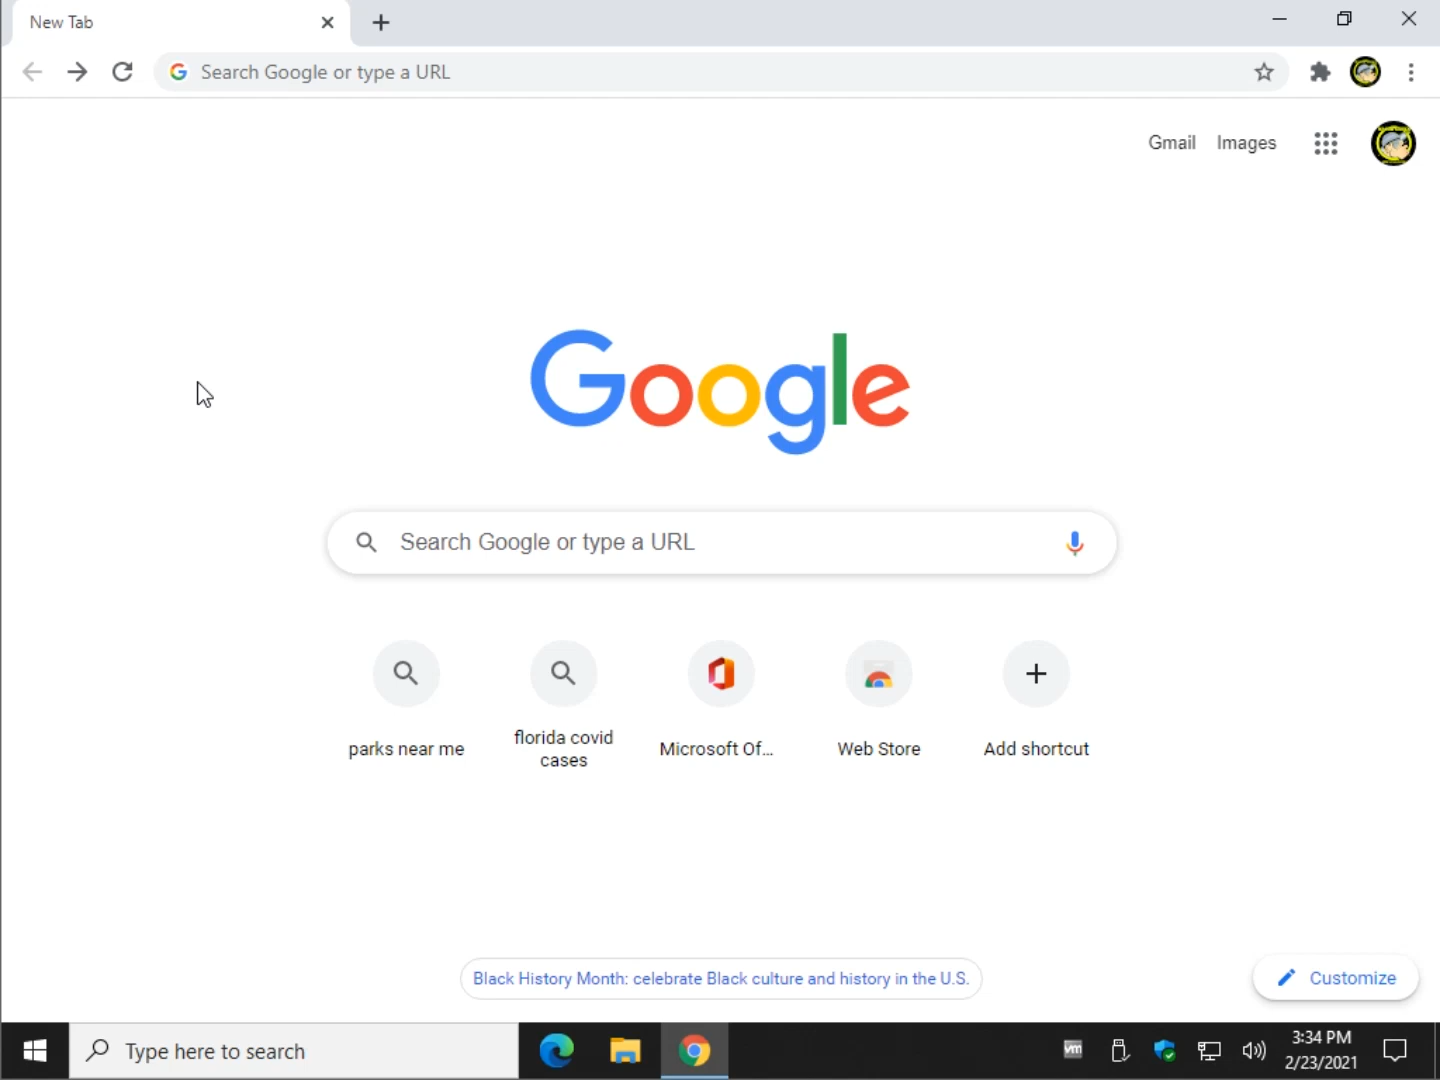 New Tab
Search Google or type a URL
Gmail Images
Google
Search Google or type a URL
parks near me
florida covid
cases
Microsoft Of...
Web Store
Add shortcut
Black History Month: celebrate Black culture and history in the U.S.
Customize
Type here to search
vm
3:34 PM
2/23/2021